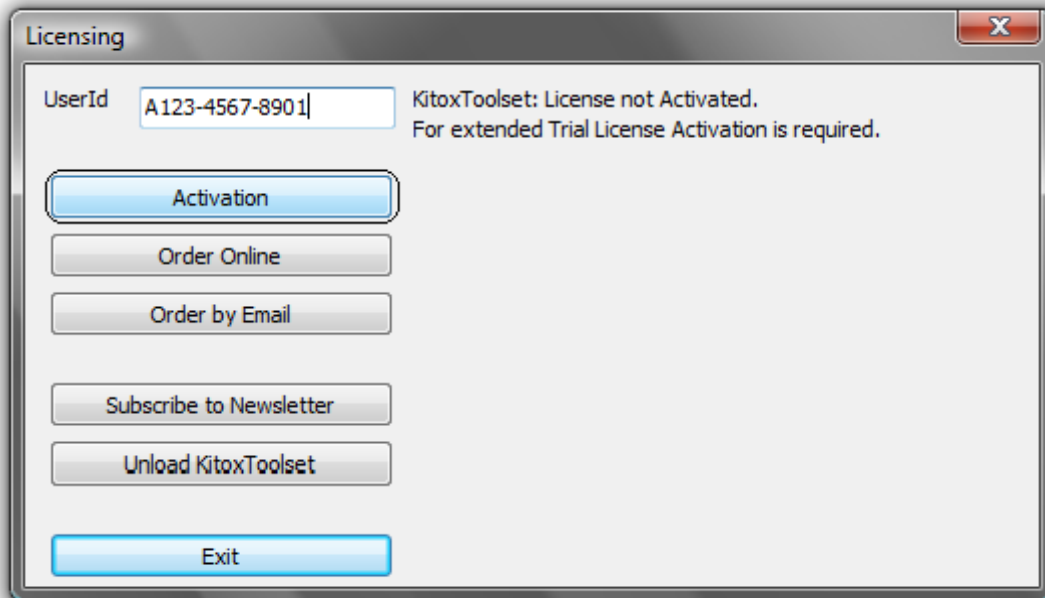 Licensing
UserId
A123-4567-8901
KitoxToolset: License not Activated.
For extended Trial License Activation is required.
Activation
Order Online
Order by Email
Subscribe to Newsletter
Unload KitoxToolset
Exit